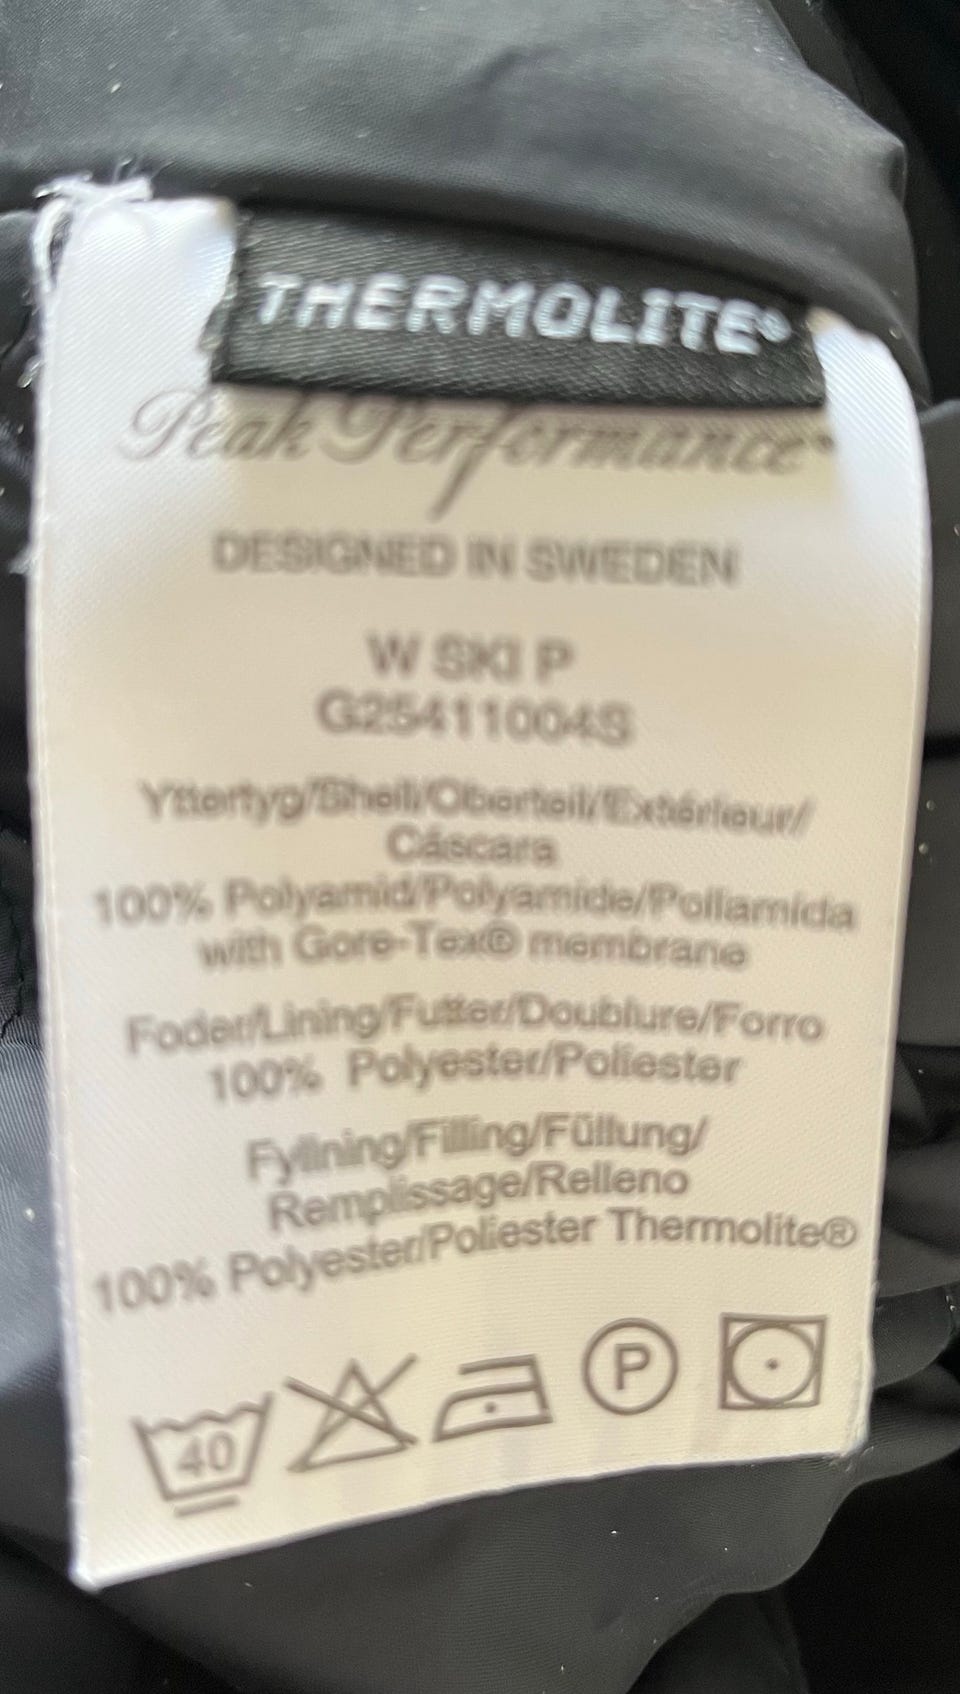 THERMOLITE®
Peak Performance®
DESIGNED IN SWEDEN
W SKI P
G25411004S
Yttertyg/Shell/Oberteil/Extérieur/
Cáscara
100% Polyamid/Polyamide/Poliamida
with Gore-Tex® membrane
Foder/Lining/Futter/Doublure/Forro
100% Polyester/Poliester
Fyllning/Filling/Füllung/
Remplissage/Relleno
100% Polyester/Poliester Thermolite®
40 P